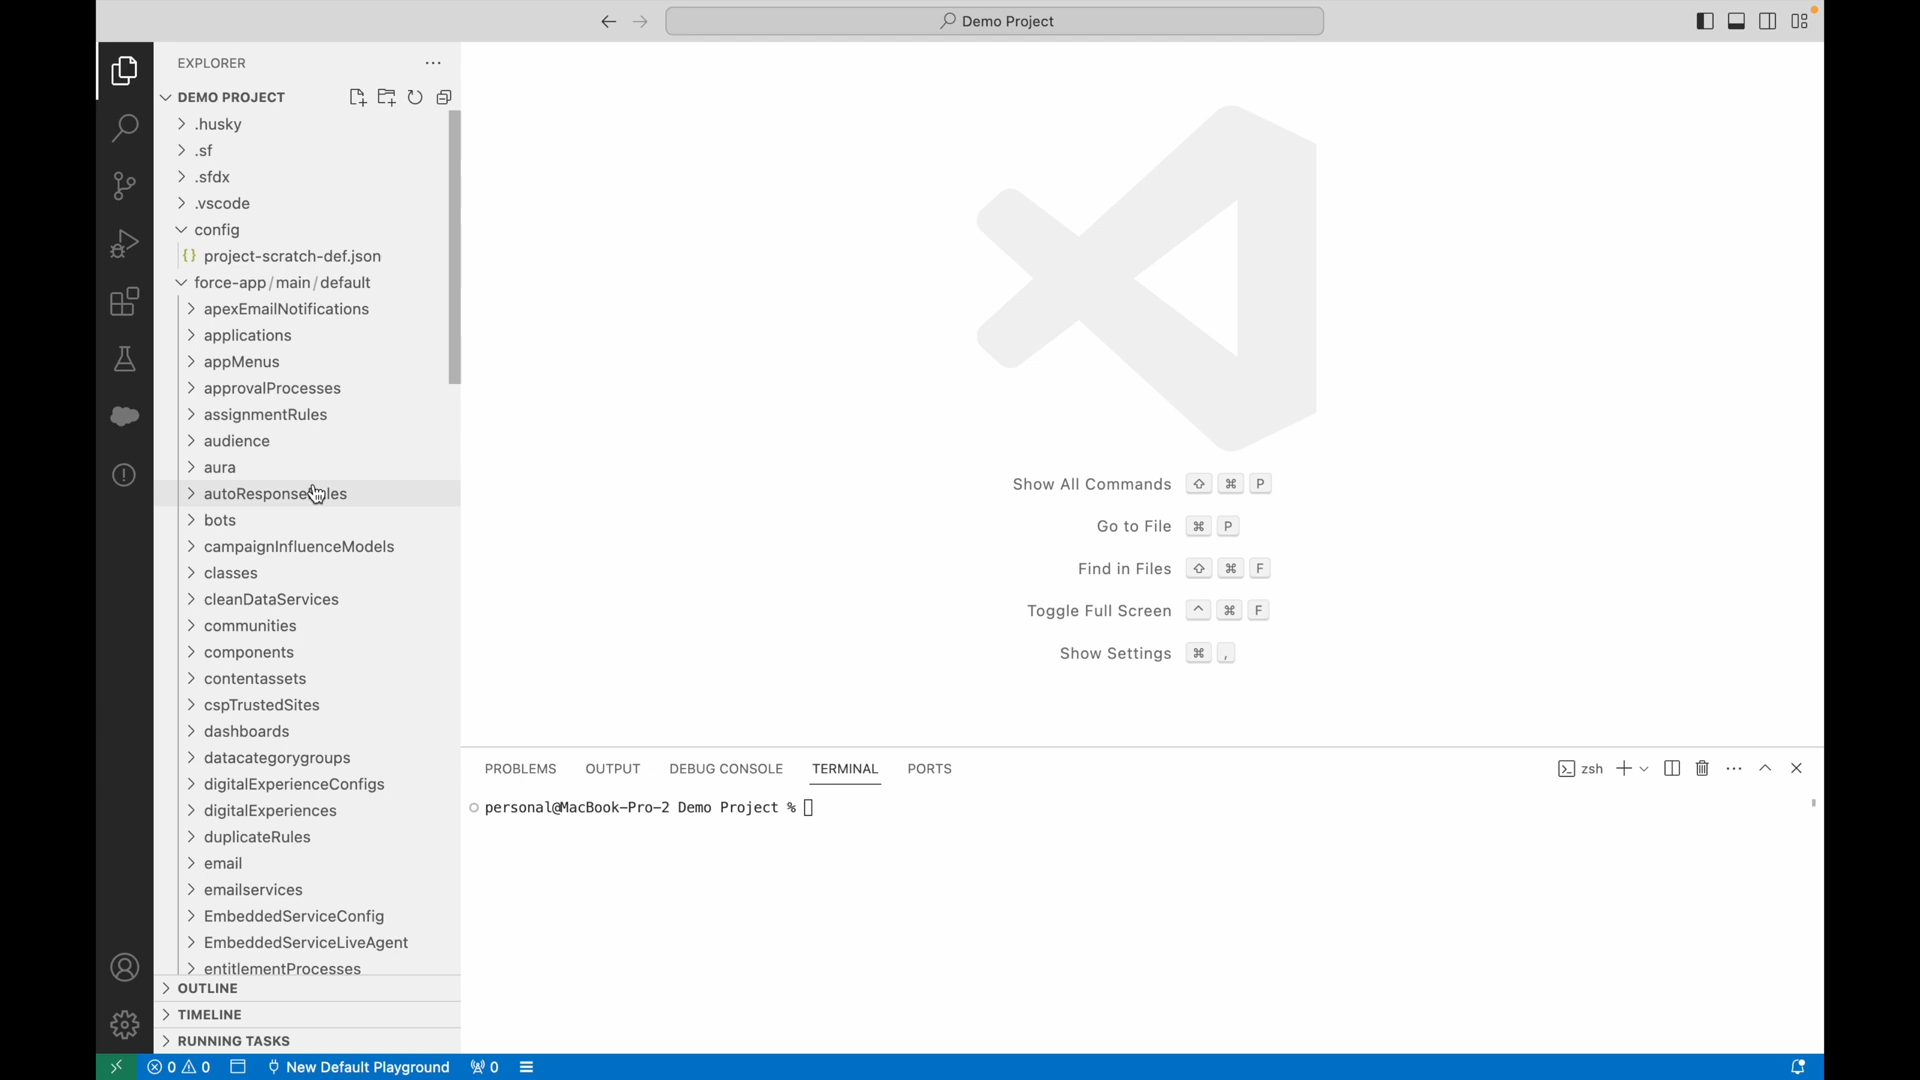 Demo Project
EXPLORER
DEMO PROJECT
.husky
.sf
.sfdx
.vscode
config
{} project-scratch-def.json
force-app/main/default
apexEmailNotifications
applications
appMenus
approvalProcesses
assignmentRules
audience
aura
autoResponseRules
bots
campaignInfluenceModels
classes
cleanDataServices
communities
components
contentassets
cspTrustedSites
dashboards
datacategorygroups
digitalExperienceConfigs
digitalExperiences
duplicateRules
email
emailservices
EmbeddedServiceConfig
EmbeddedServiceLiveAgent
entitlementProcesses
OUTLINE
TIMELINE
RUNNING TASKS
Show All Commands ⇧ ⌘ P
Go to File ⌘ P
Find in Files ⇧ ⌘ F
Toggle Full Screen ^ ⌘ F
Show Settings ⌘ ,
PROBLEMS OUTPUT DEBUG CONSOLE TERMINAL PORTS
zsh
personal@MacBook-Pro-2 Demo Project %
0 0 New Default Playground 0